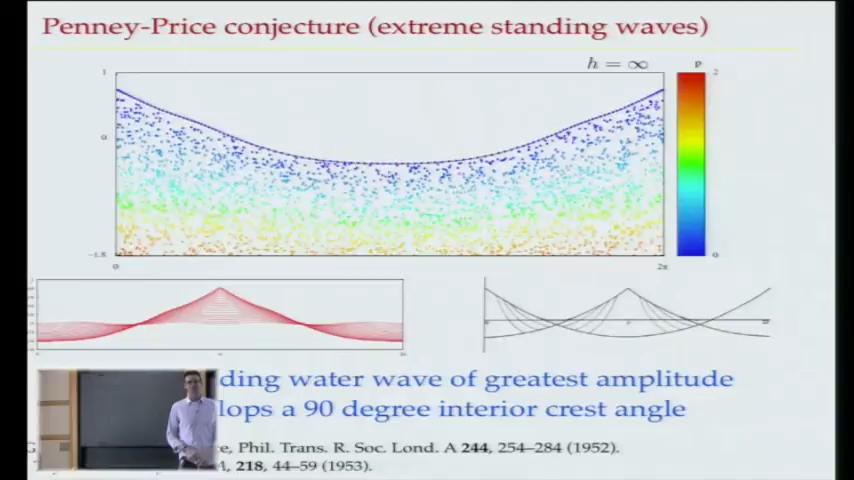 Penney-Price conjecture (extreme standing waves)
h = ∞
p
1
2
0
-1.8
0
0
2π
ding water wave of greatest amplitude
lops a 90 degree interior crest angle
G
e, Phil. Trans. R. Soc. Lond. A 244, 254–284 (1952).
A, 218, 44–59 (1953).